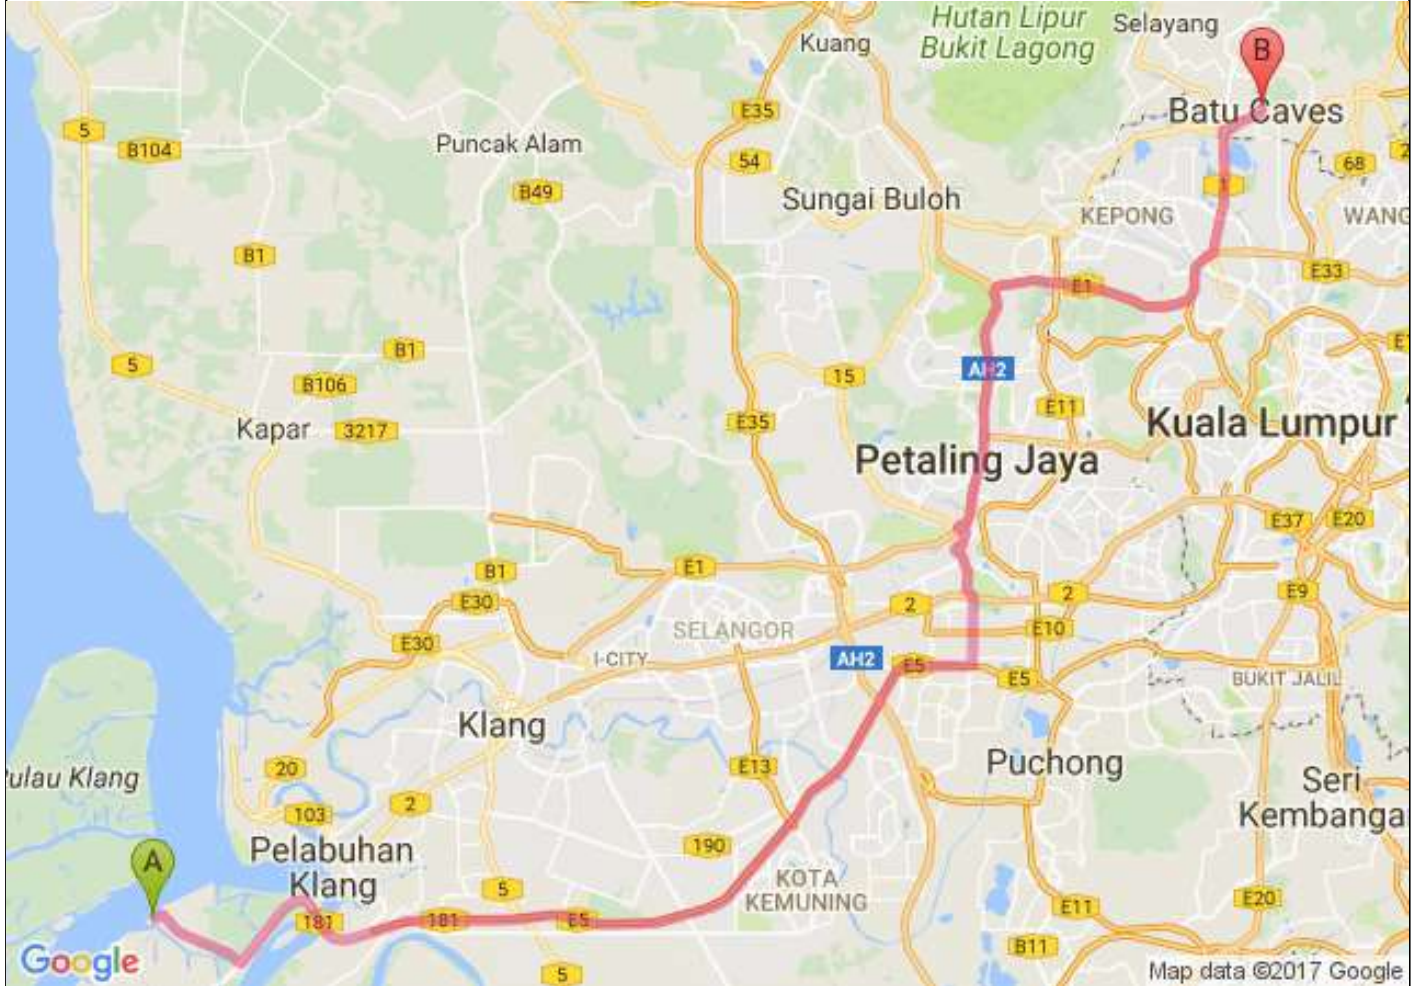 Hutan Lipur
Bukit Lagong
Selayang
Kuang
B
Batu Caves
E35
5
B104
Puncak Alam
54
68
2
B49
1
Sungai Buloh
KEPONG
WANG
B1
E33
E1
B1
5
15
AH2
B106
E11
E35
Kapar
3217
Kuala Lumpur
Petaling Jaya
E37
E20
B1
E1
E30
2
2
E9
SELANGOR
E10
E30
I-CITY
AH2
E5
E5
BUKIT JALIL
Klang
20
E13
Puchong
Pulau Klang
Seri
Kembanga
103
2
190
A
Pelabuhan
Klang
5
KOTA
KEMUNING
E20
E11
181
181
E5
B11
Google
5
Map data ©2017 Google